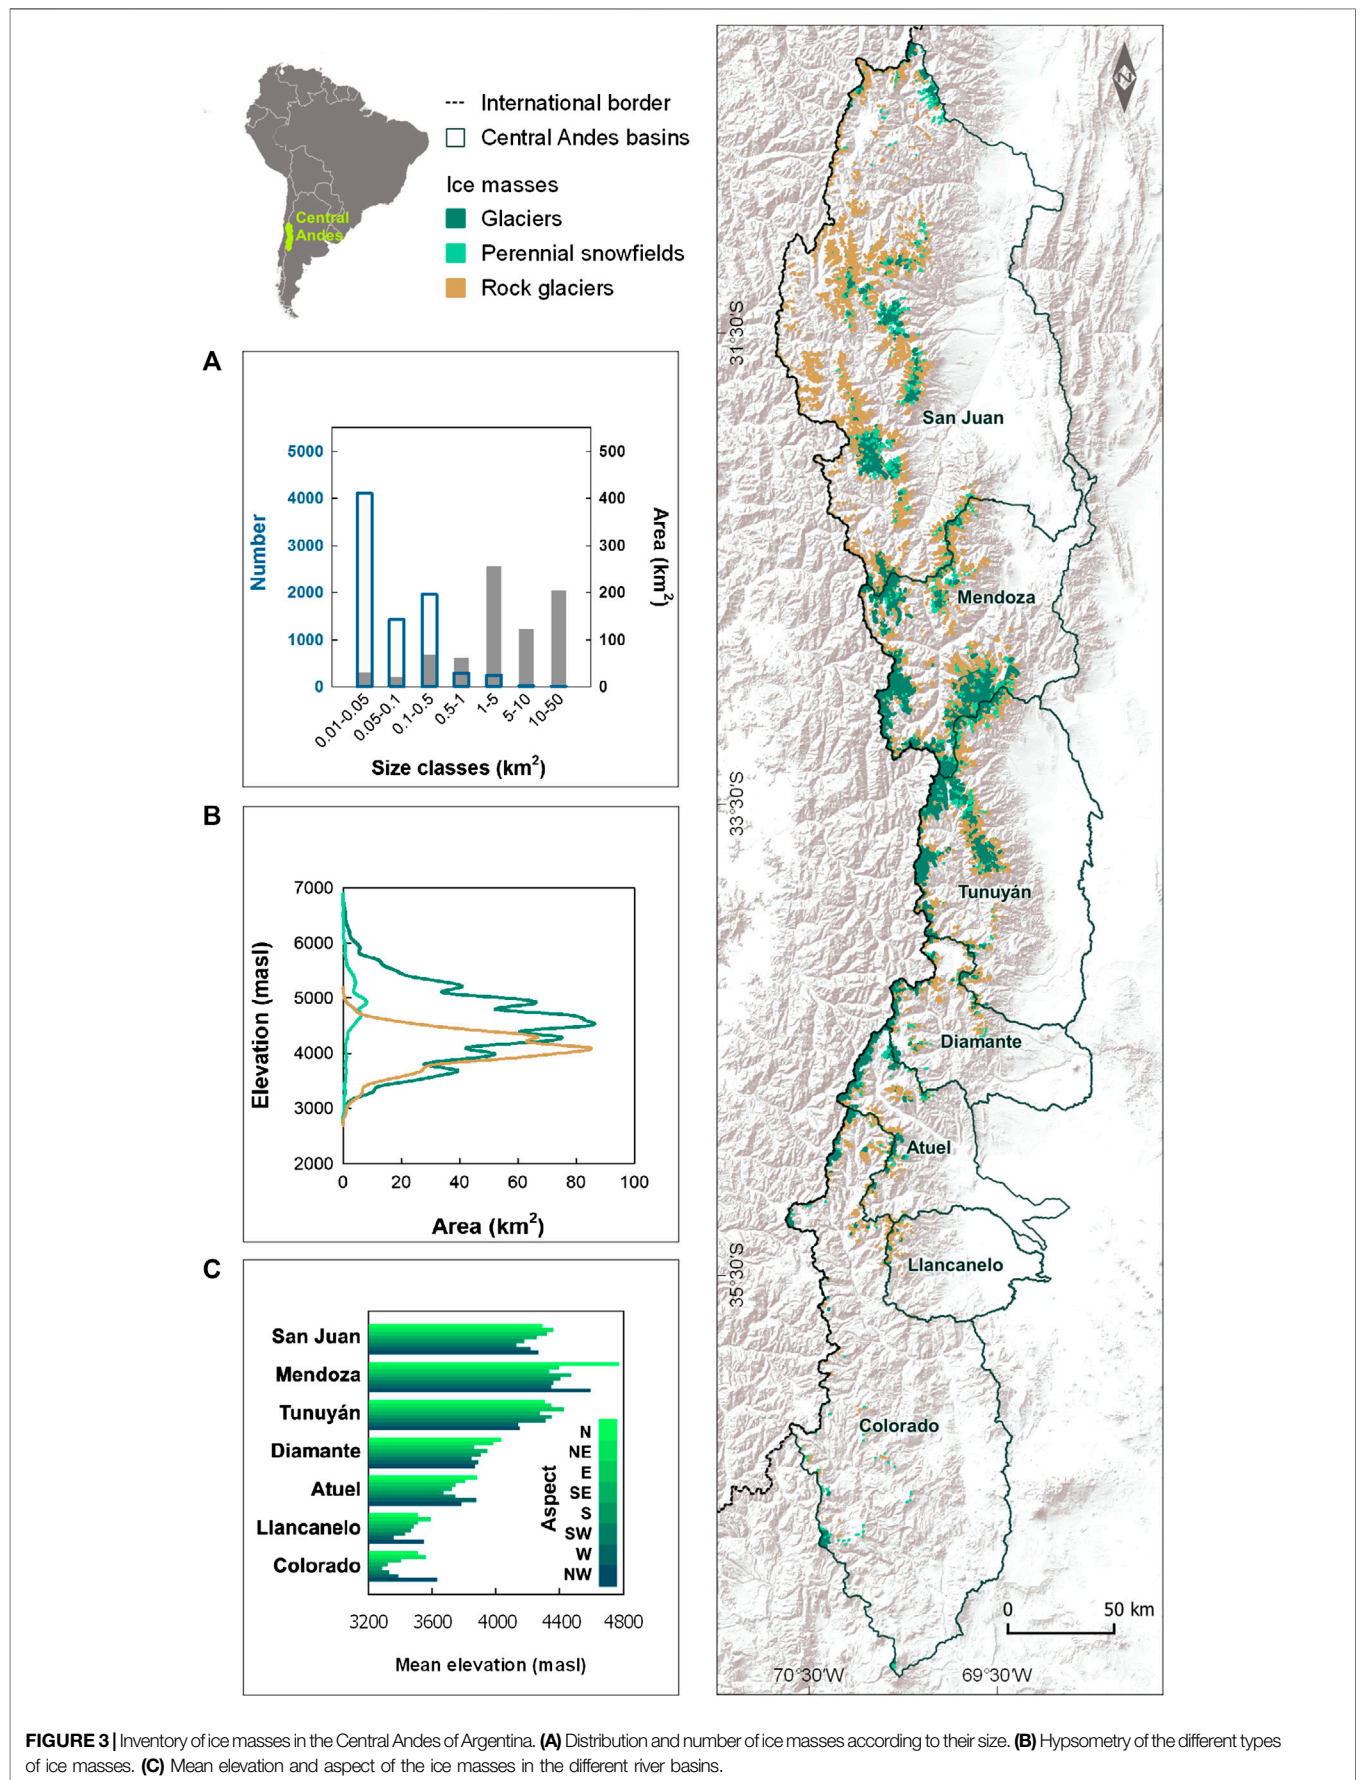 International border
Central Andes basins
Ice masses
Glaciers
Perennial snowfields
Rock glaciers
Central
Andes
N
A
5000
4000
3000
2000
1000
0
Number
500
400
300
200
100
0
Area (km²)
0.01-0.05
0.05-0.1
0.1-0.5
0.5-1
1-5
5-10
10-50
Size classes (km²)
B
7000
6000
5000
4000
3000
2000
Elevation (masl)
0 20 40 60 80 100
Area (km²)
C
San Juan
Mendoza
Tunuyán
Diamante
Atuel
Llancanelo
Colorado
Aspect
N
NE
E
SE
S
SW
W
NW
3200 3600 4000 4400 4800
Mean elevation (masl)
31°30'S
33°30'S
35°30'S
San Juan
Mendoza
Tunuyán
Diamante
Atuel
Llancanelo
Colorado
0 50 km
70°30'W 69°30'W
FIGURE 3 | Inventory of ice masses in the Central Andes of Argentina. (A) Distribution and number of ice masses according to their size. (B) Hypsometry of the different types
of ice masses. (C) Mean elevation and aspect of the ice masses in the different river basins.